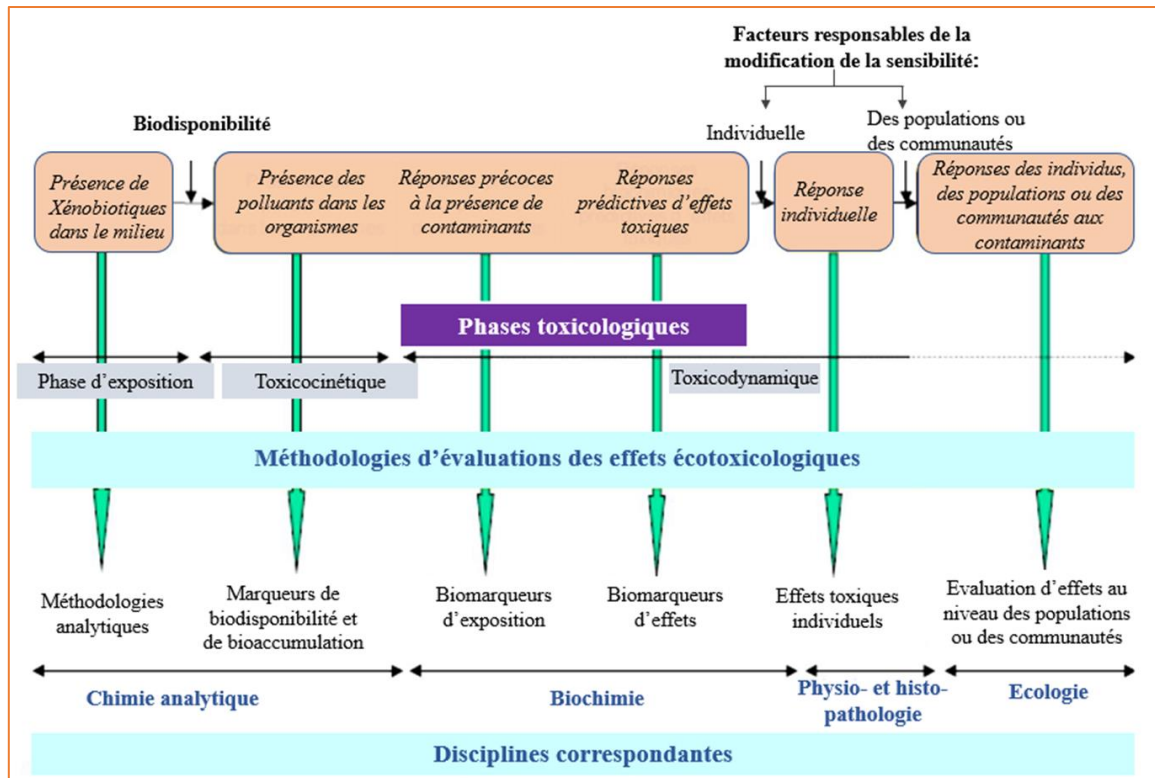 Facteurs responsables de la
modification de la sensibilité:
Biodisponibilité
Individuelle
Des populations ou
des communautés
Présence de
Xénobiotiques
dans le milieu
Présence des
polluants dans les
organismes
Réponses précoces
à la présence de
contaminants
Réponses
prédictives d'effets
toxiques
Réponse
individuelle
Réponses des individus,
des populations ou des
communautés aux
contaminants
Phases toxicologiques
Phase d'exposition
Toxicocinétique
Toxicodynamique
Méthodologies d'évaluations des effets écotoxicologiques
Méthodologies
analytiques
Marqueurs de
biodisponibilité et
de bioaccumulation
Biomarqueurs
d'exposition
Biomarqueurs
d'effets
Effets toxiques
individuels
Evaluation d'effets au
niveau des populations
ou des communautés
Chimie analytique
Biochimie
Physio- et histo-
pathologie
Ecologie
Disciplines correspondantes